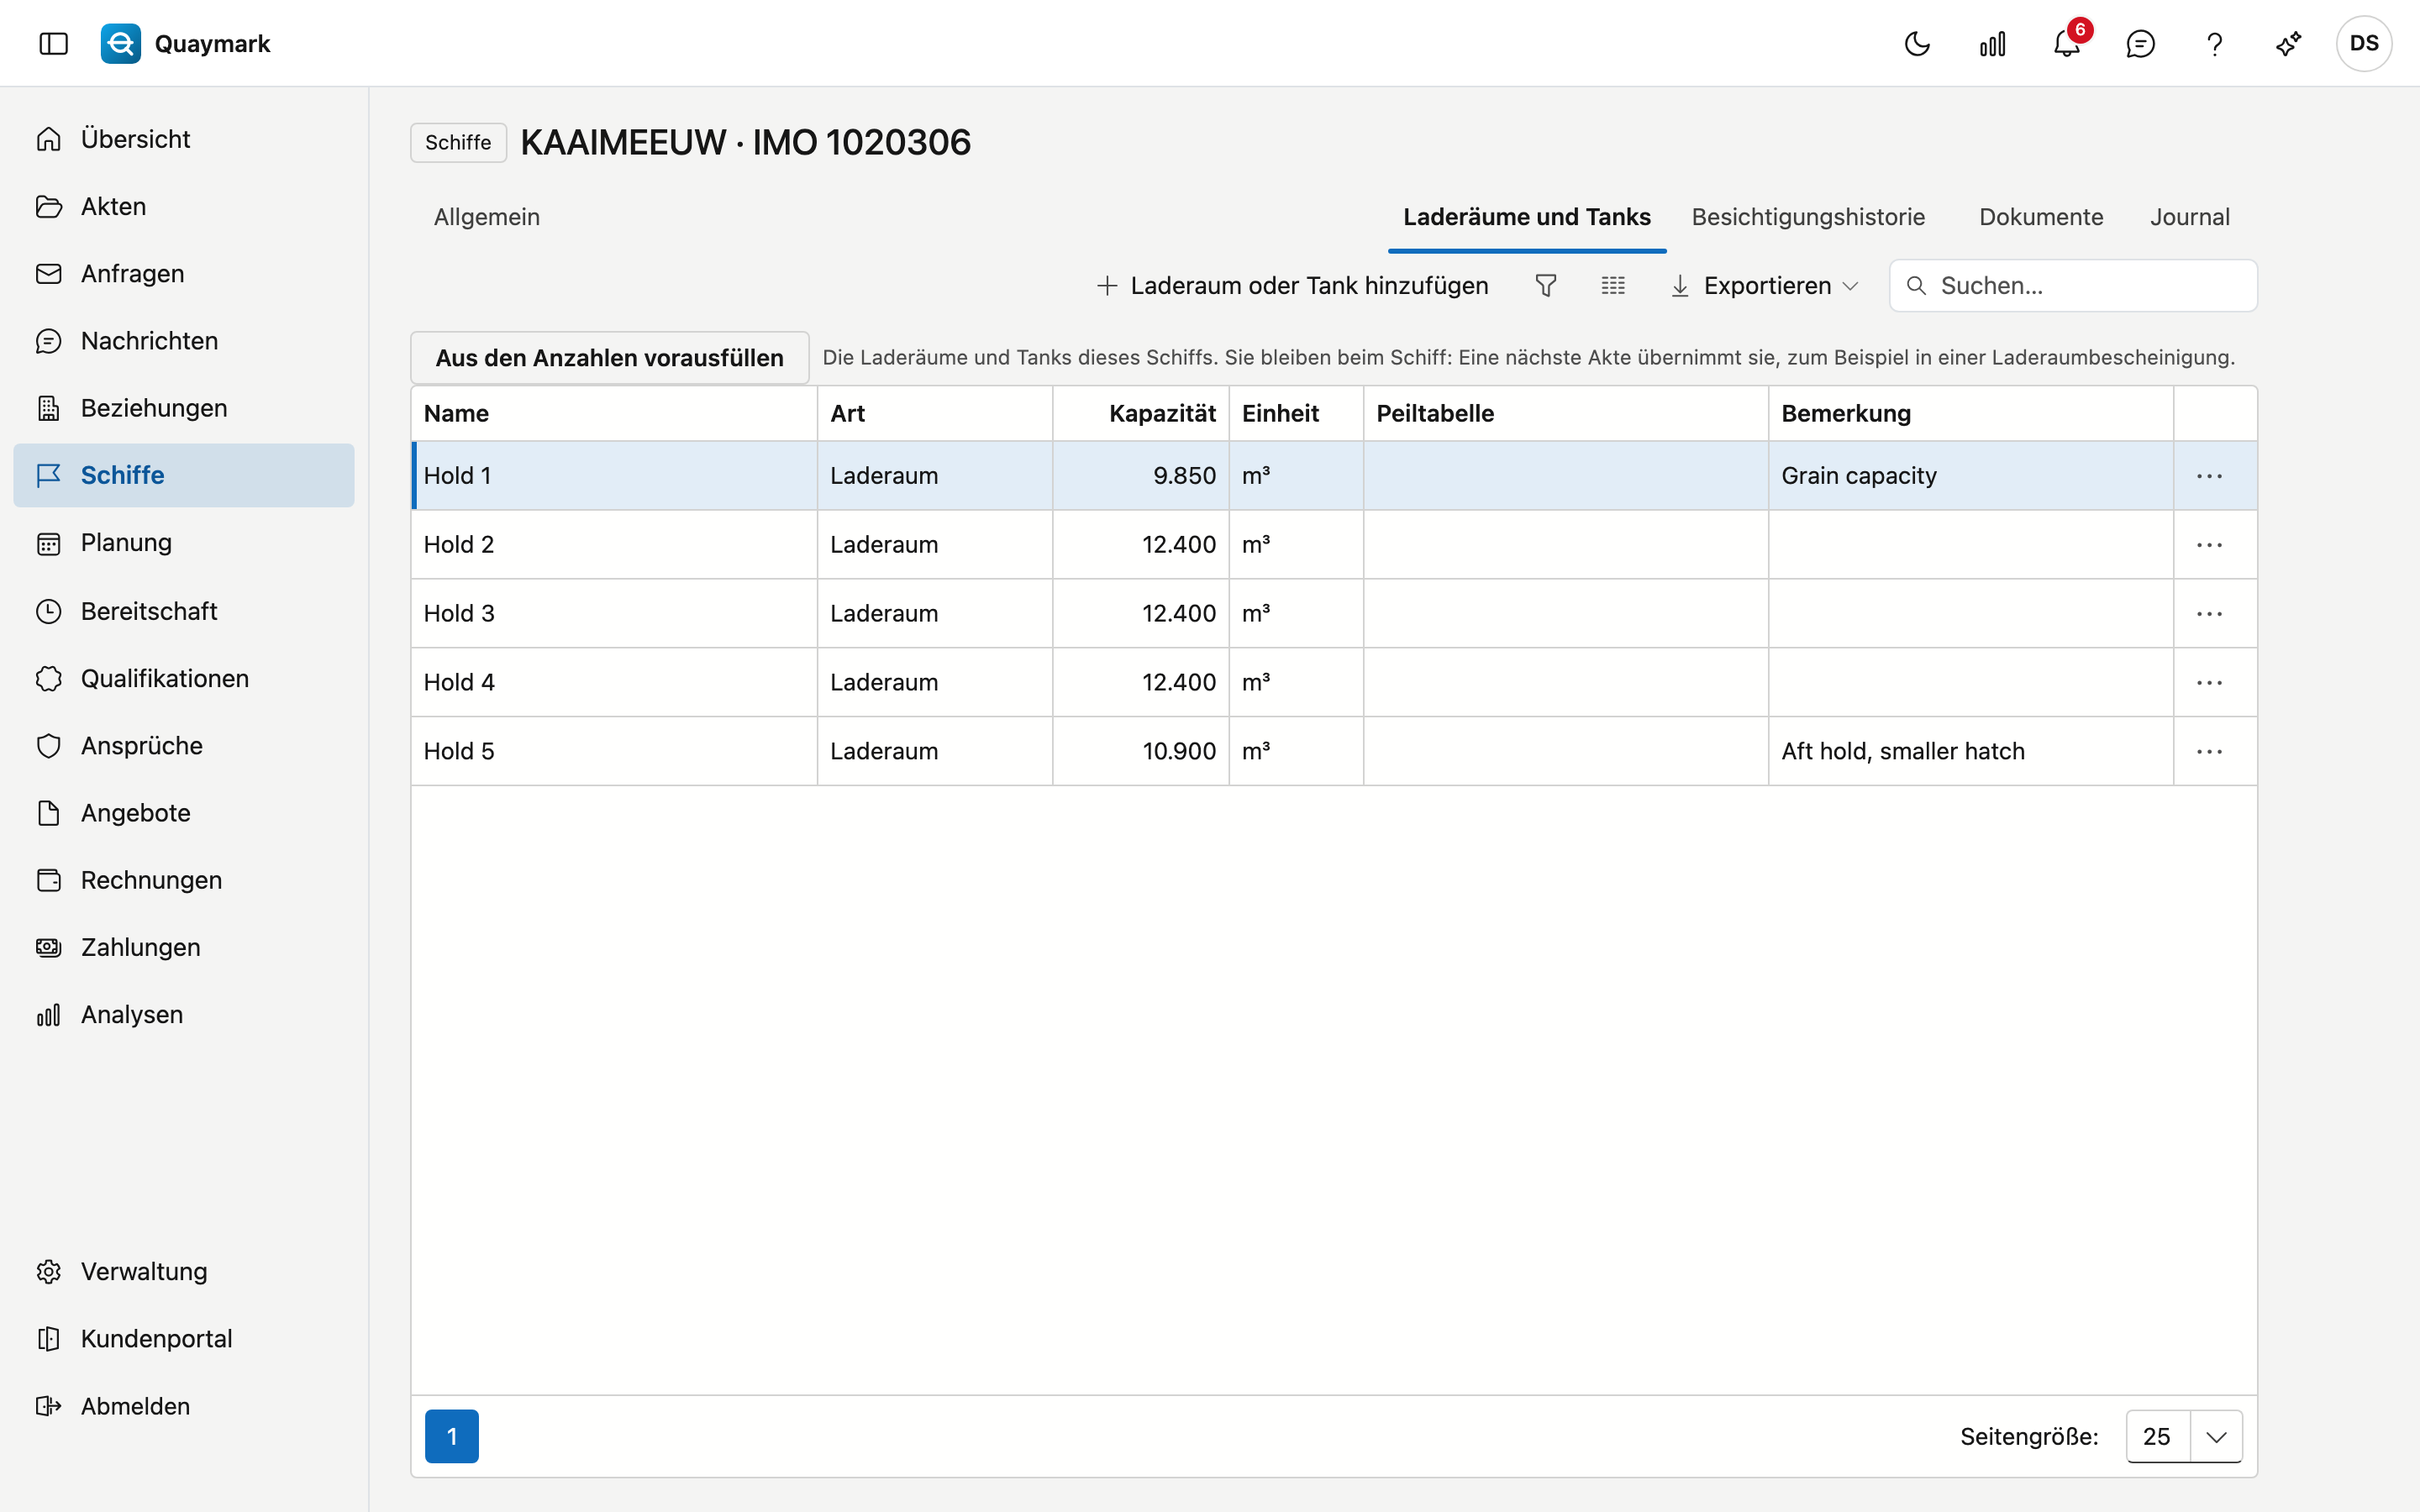 Quaymark
6
DS
Übersicht
Akten
Anfragen
Nachrichten
Beziehungen
Schiffe
Planung
Bereitschaft
Qualifikationen
Ansprüche
Angebote
Rechnungen
Zahlungen
Analysen
Verwaltung
Kundenportal
Abmelden
Schiffe KAAIMEEUW · IMO 1020306
Allgemein Laderäume und Tanks Besichtigungshistorie Dokumente Journal
Laderaum oder Tank hinzufügen Exportieren Suchen...
Aus den Anzahlen vorausfüllen Die Laderäume und Tanks dieses Schiffs. Sie bleiben beim Schiff: Eine nächste Akte übernimmt sie, zum Beispiel in einer Laderaumbescheinigung.
Name Art Kapazität Einheit Peiltabelle Bemerkung
Hold 1 Laderaum 9.850 m³ Grain capacity
Hold 2 Laderaum 12.400 m³
Hold 3 Laderaum 12.400 m³
Hold 4 Laderaum 12.400 m³
Hold 5 Laderaum 10.900 m³ Aft hold, smaller hatch
1 Seitengröße: 25